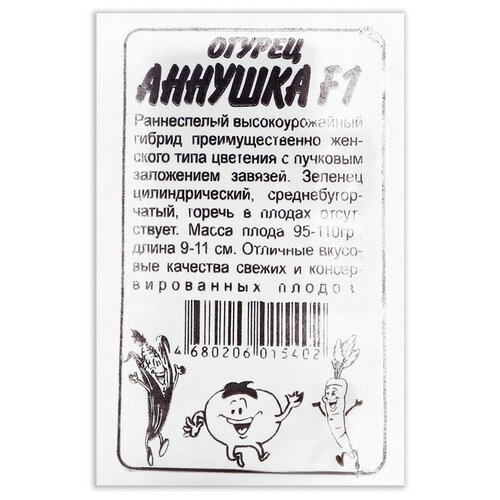 ОГУРЕЦ
АННУШКА F1
Раннеспелый высокоурожайный
гибрид преимущественно жен-
ского типа цветения с пучковым
заложением завязей. Зеленец
цилиндрический, среднебугор-
чатый, горечь в плодах отсут-
ствует. Масса плода 95-110гр.,
длина 9-11 см. Отличные вкусо-
вые качества свежих и консер-
вированных плодов
4 680206 015402